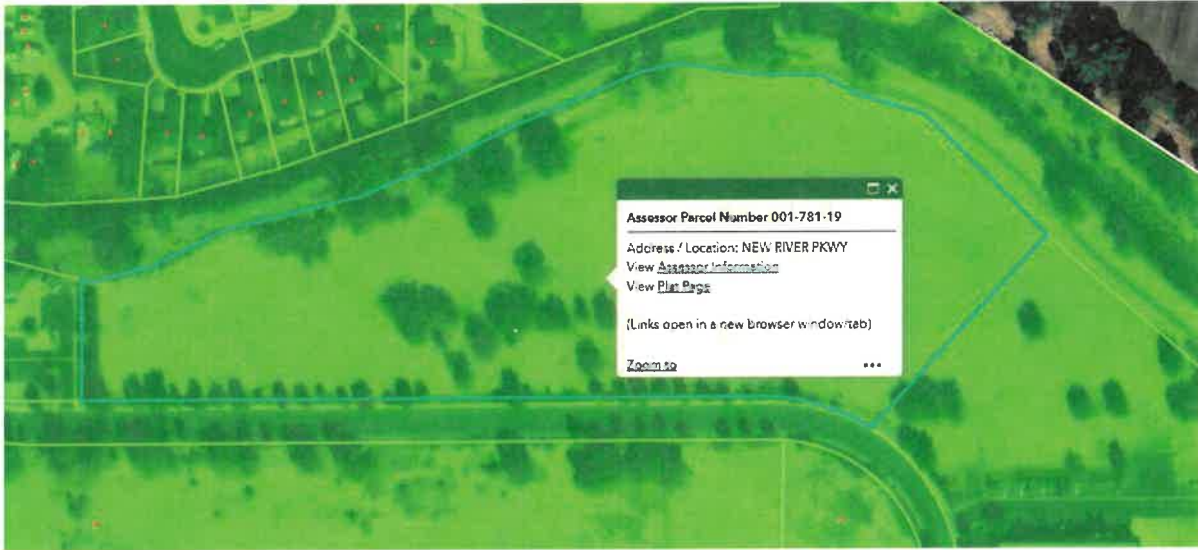 Assessor Parcel Number 001-781-19
Address / Location: NEW RIVER PKWY
View Assessor Information
View Plat Page
(Links open in a new browser window/tab)
Zoom to